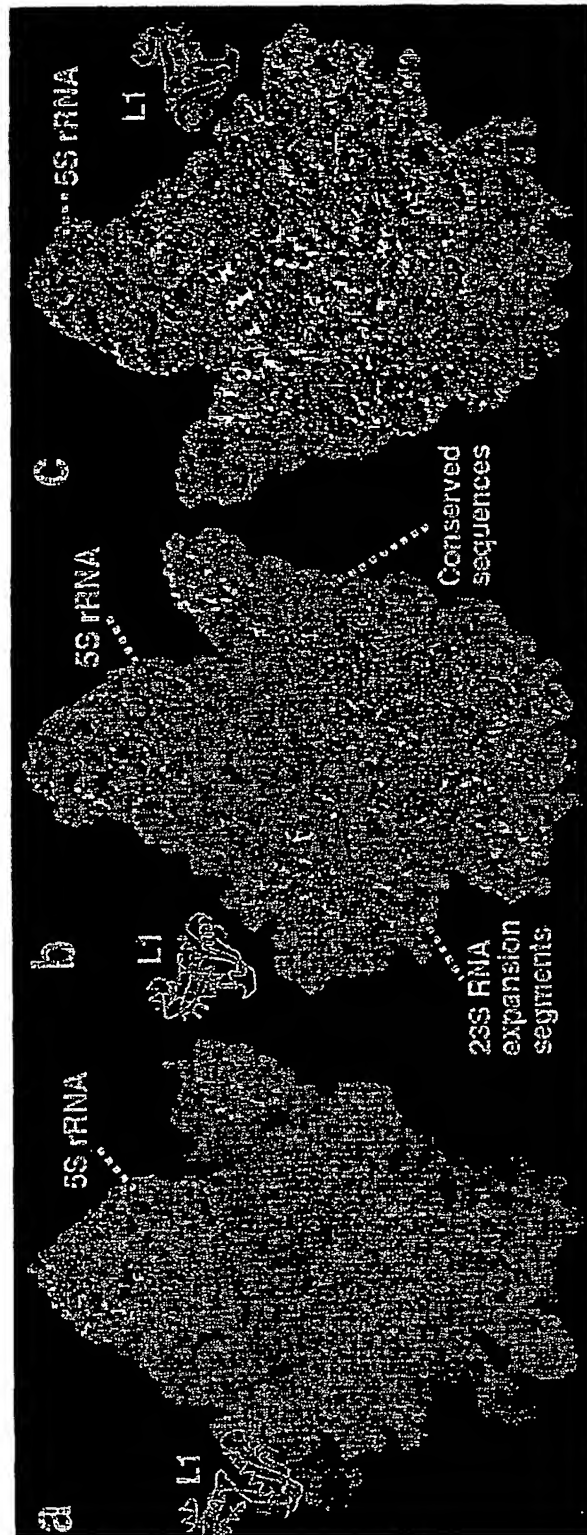 a
L1
5S rRNA
b
L1
5S rRNA
23S RNA
expansion
segments
Conserved
sequences
c
5S rRNA
L1